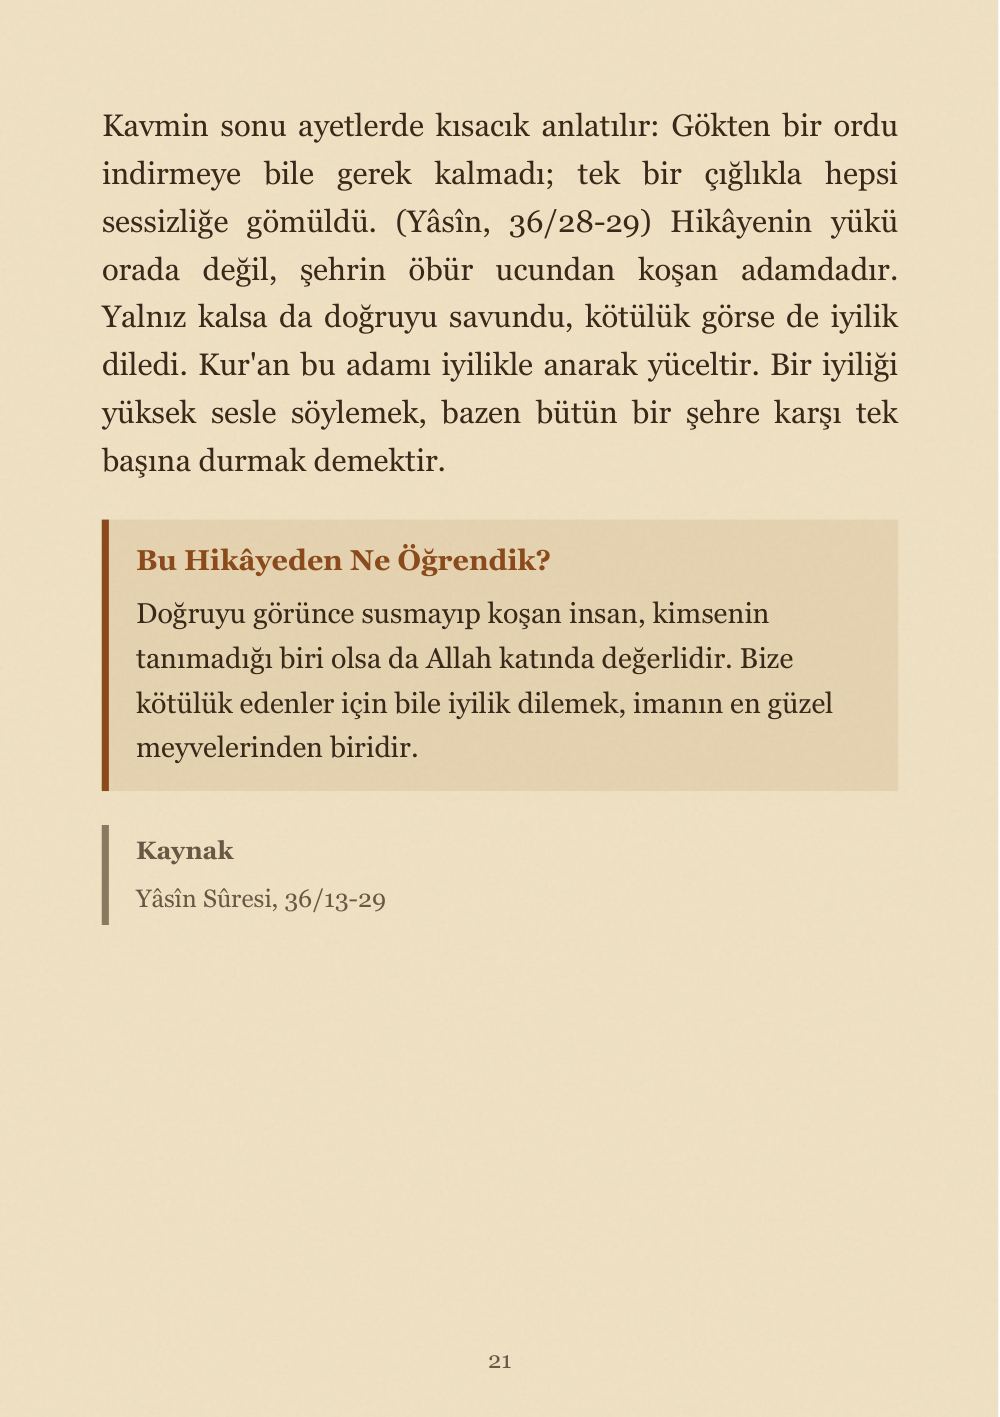 Kavmin sonu ayetlerde kısacık anlatılır: Gökten bir ordu
indirmeye bile gerek kalmadı; tek bir çığlıkla hepsi
sessizliğe gömüldü. (Yâsîn, 36/28-29) Hikâyenin yükü
orada değil, şehrin öbür ucundan koşan adamdadır.
Yalnız kalsa da doğruyu savundu, kötülük görse de iyilik
diledi. Kur'an bu adamı iyilikle anarak yüceltir. Bir iyiliği
yüksek sesle söylemek, bazen bütün bir şehre karşı tek
başına durmak demektir.
Bu Hikâyeden Ne Öğrendik?
Doğruyu görünce susmayıp koşan insan, kimsenin
tanımadığı biri olsa da Allah katında değerlidir. Bize
kötülük edenler için bile iyilik dilemek, imanın en güzel
meyvelerinden biridir.
Kaynak
Yâsîn Sûresi, 36/13-29
21